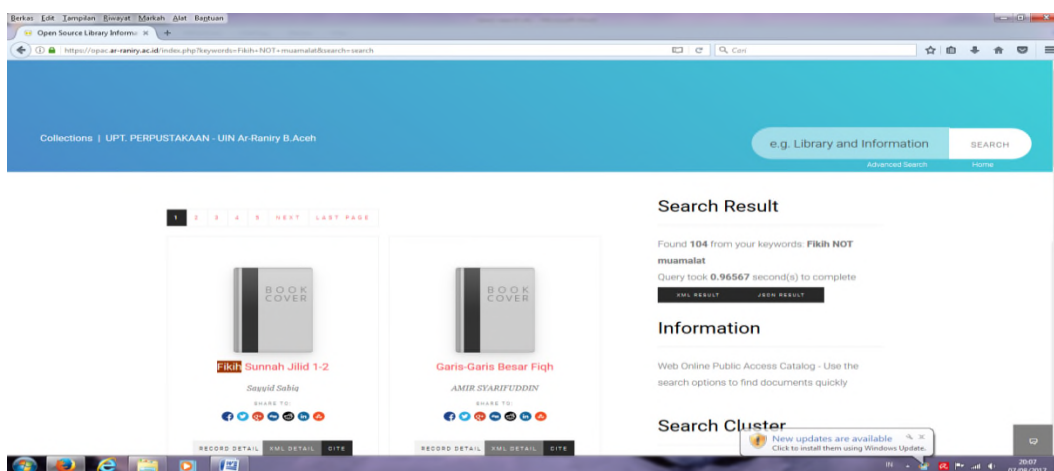 Berkas Edit Tampilan Riwayat Markah Alat Bantuan
Open Source Library Inform
https://opac.ar-raniry.ac.id/index.php?keywords=Fikih+NOT+muamalat&search=search
Cari
Collections | UPT. PERPUSTAKAAN - UIN Ar-Raniry B.Aceh
e.g. Library and Information
SEARCH
Advanced Search
Home
1 2 3 4 5 NEXT LAST PAGE
BOOK
COVER
Fikih Sunnah Jilid 1-2
Sayyid Sabiq
SHARE TO:
RECORD DETAIL XML DETAIL CITE
BOOK
COVER
Garis-Garis Besar Fiqh
AMIR SYARIFUDDIN
SHARE TO:
RECORD DETAIL XML DETAIL CITE
Search Result
Found 104 from your keywords: Fikih NOT
muamalat
Query took 0.96567 second(s) to complete
XML RESULT JSON RESULT
Information
Web Online Public Access Catalog - Use the
search options to find documents quickly
Search Cluster
New updates are available
Click to install them using Windows Update.
IN
20:07